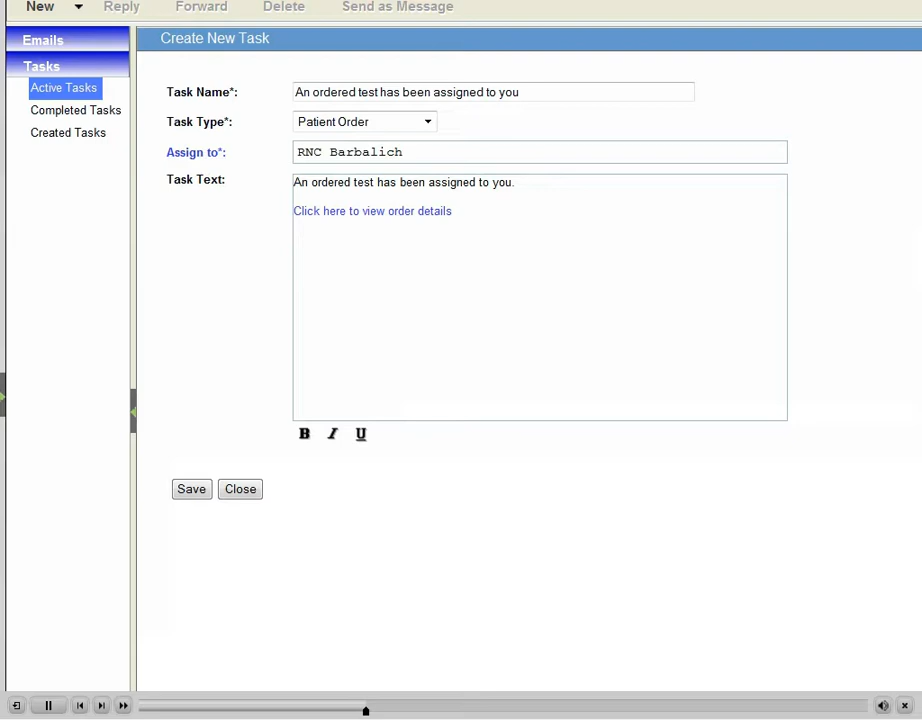 New Reply Forward Delete Send as Message
Emails
Tasks
Active Tasks
Completed Tasks
Created Tasks
Create New Task
Task Name*: An ordered test has been assigned to you
Task Type*: Patient Order
Assign to*: RNC Barbalich
Task Text: An ordered test has been assigned to you.
Click here to view order details
B I U
Save Close